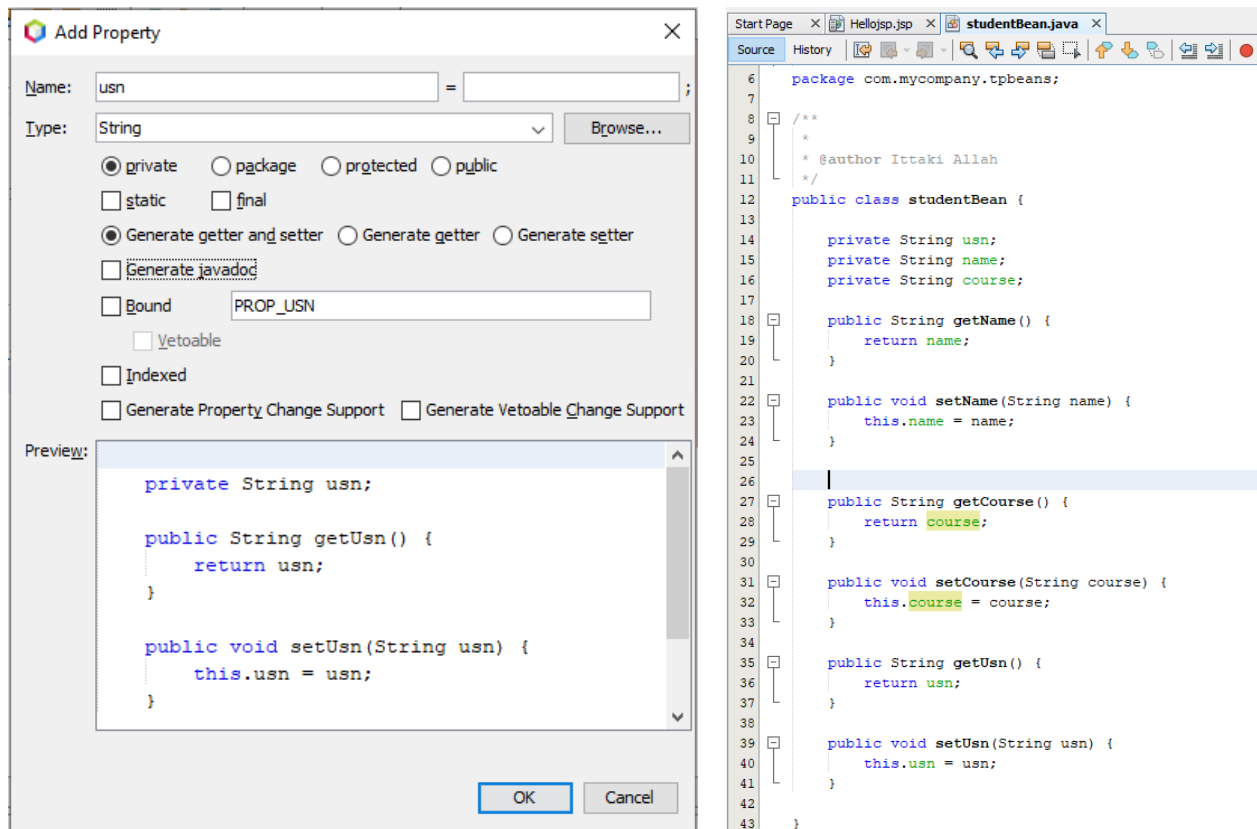 Add Property
Name: usn = ;
Type: String Browse...
private package protected public
static final
Generate getter and setter Generate getter Generate setter
Generate javadoc
Bound PROP_USN
Vetoable
Indexed
Generate Property Change Support Generate Vetoable Change Support
Preview:
private String usn;
public String getUsn() {
return usn;
}
public void setUsn(String usn) {
this.usn = usn;
}
OK Cancel
Start Page Hellojsp.jsp studentBean.java
Source History
6 package com.mycompany.tpbeans;
7
8 /**
9 *
10 * @author Ittaki Allah
11 */
12 public class studentBean {
13
14 private String usn;
15 private String name;
16 private String course;
17
18 public String getName() {
19 return name;
20 }
21
22 public void setName(String name) {
23 this.name = name;
24 }
25
26
27 public String getCourse() {
28 return course;
29 }
30
31 public void setCourse(String course) {
32 this.course = course;
33 }
34
35 public String getUsn() {
36 return usn;
37 }
38
39 public void setUsn(String usn) {
40 this.usn = usn;
41 }
42
43 }